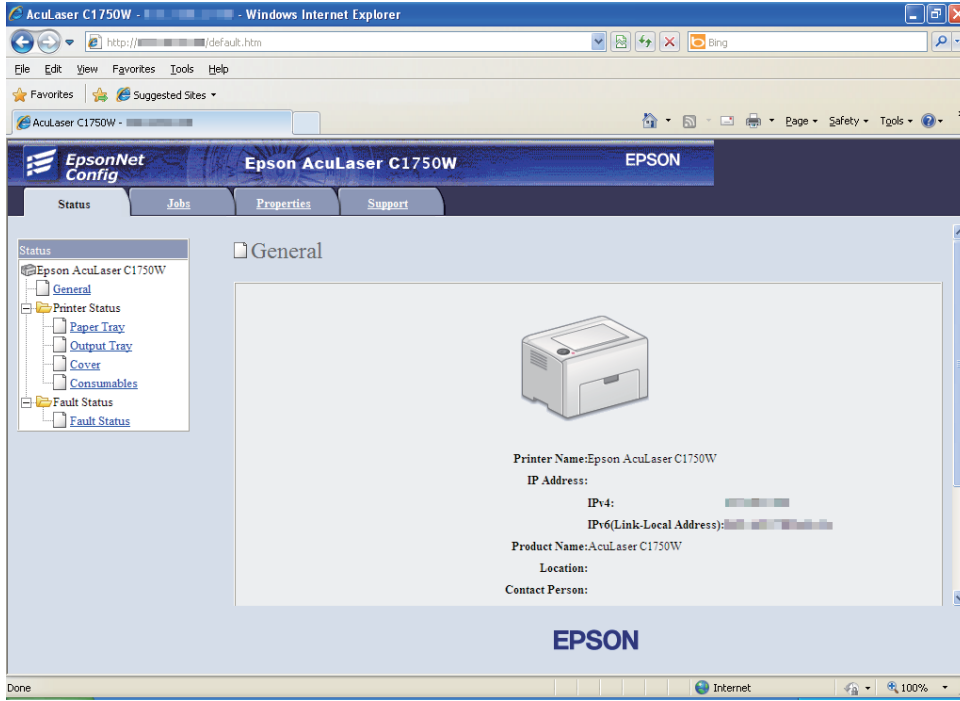 AcuLaser C1750W - - Windows Internet Explorer
http:// /default.htm
Bing
File Edit View Favorites Tools Help
Favorites Suggested Sites
AcuLaser C1750W -
Page Safety Tools
EpsonNet Config
Epson AcuLaser C1750W
EPSON
Status Jobs Properties Support
Status
Epson AcuLaser C1750W
General
Printer Status
Paper Tray
Output Tray
Cover
Consumables
Fault Status
Fault Status
General
Printer Name:Epson AcuLaser C1750W
IP Address:
IPv4:
IPv6(Link-Local Address):
Product Name:AcuLaser C1750W
Location:
Contact Person:
EPSON
Done Internet 100%